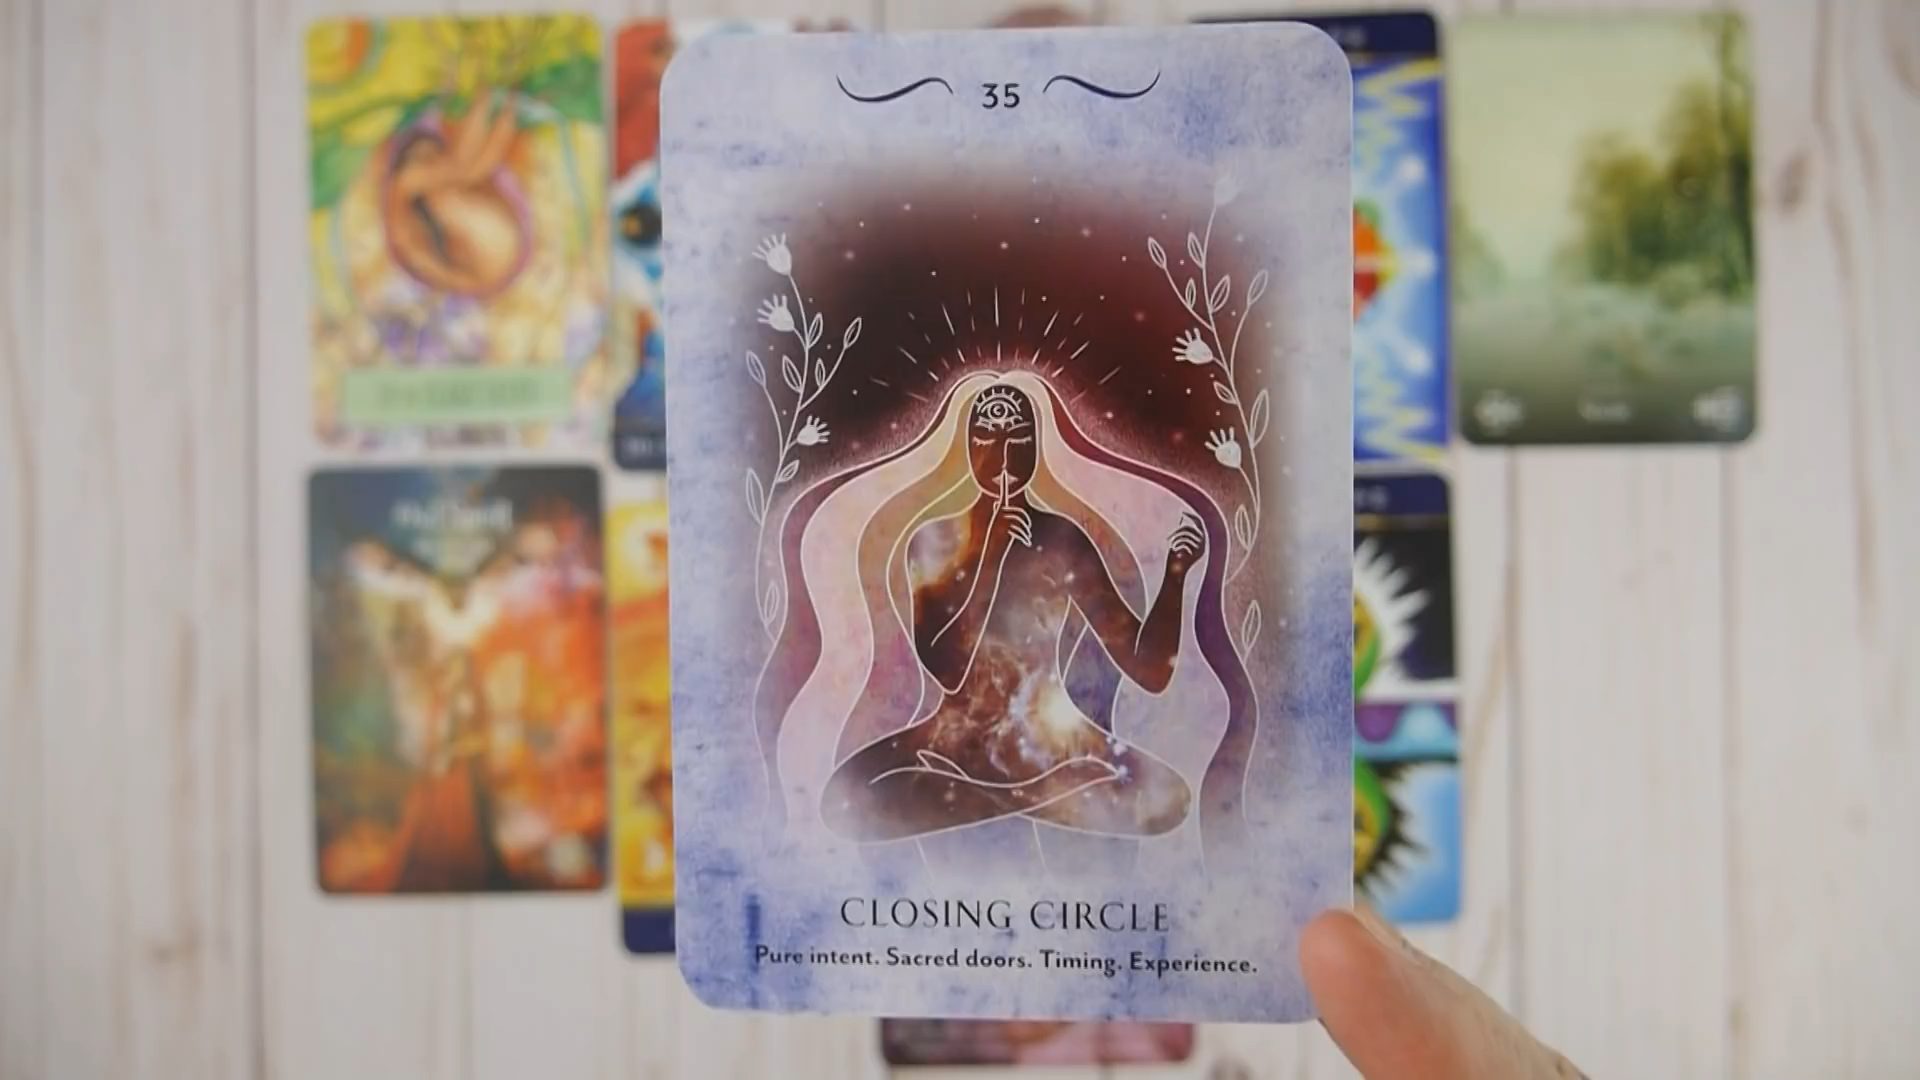 35
CLOSING CIRCLE
Pure intent. Sacred doors. Timing. Experience.